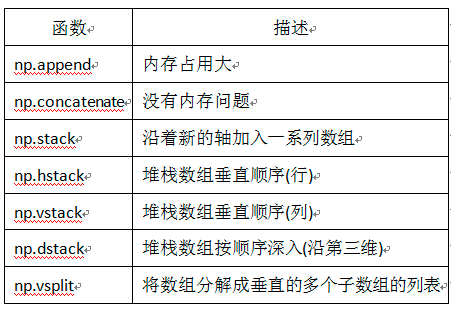 函数 描述
np.append 内存占用大
np.concatenate 没有内存问题
np.stack 沿着新的轴加入一系列数组
np.hstack 堆栈数组垂直顺序(行)
np.vstack 堆栈数组垂直顺序(列)
np.dstack 堆栈数组按顺序深入(沿第三维)
np.vsplit 将数组分解成垂直的多个子数组的列表